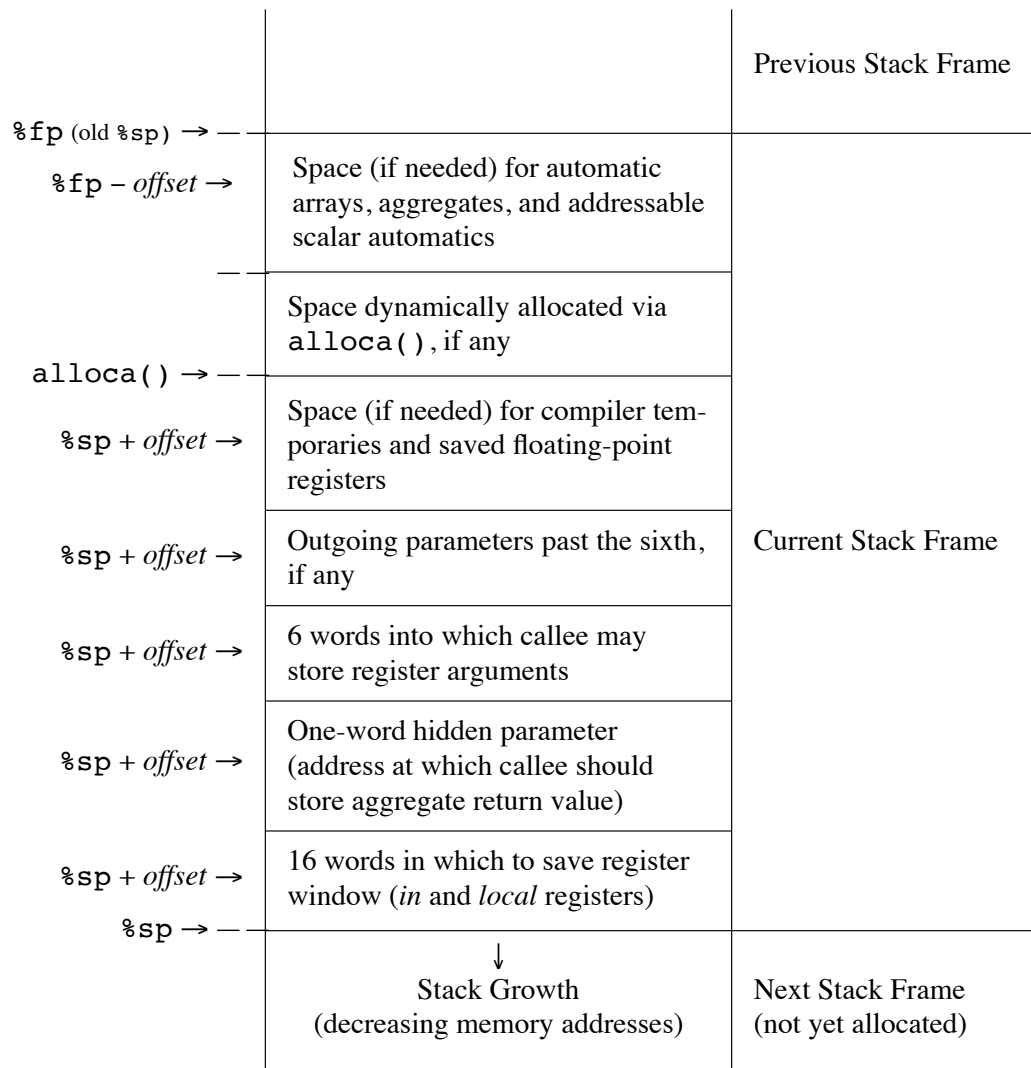 Previous Stack Frame
%fp (old %sp) →
%fp – offset →
Space (if needed) for automatic
arrays, aggregates, and addressable
scalar automatics
Space dynamically allocated via
alloca(), if any
alloca() →
%sp + offset →
Space (if needed) for compiler tem-
poraries and saved floating-point
registers
%sp + offset →
Outgoing parameters past the sixth,
if any
Current Stack Frame
%sp + offset →
6 words into which callee may
store register arguments
%sp + offset →
One-word hidden parameter
(address at which callee should
store aggregate return value)
%sp + offset →
16 words in which to save register
window (in and local registers)
%sp →
↓
Stack Growth
(decreasing memory addresses)
Next Stack Frame
(not yet allocated)